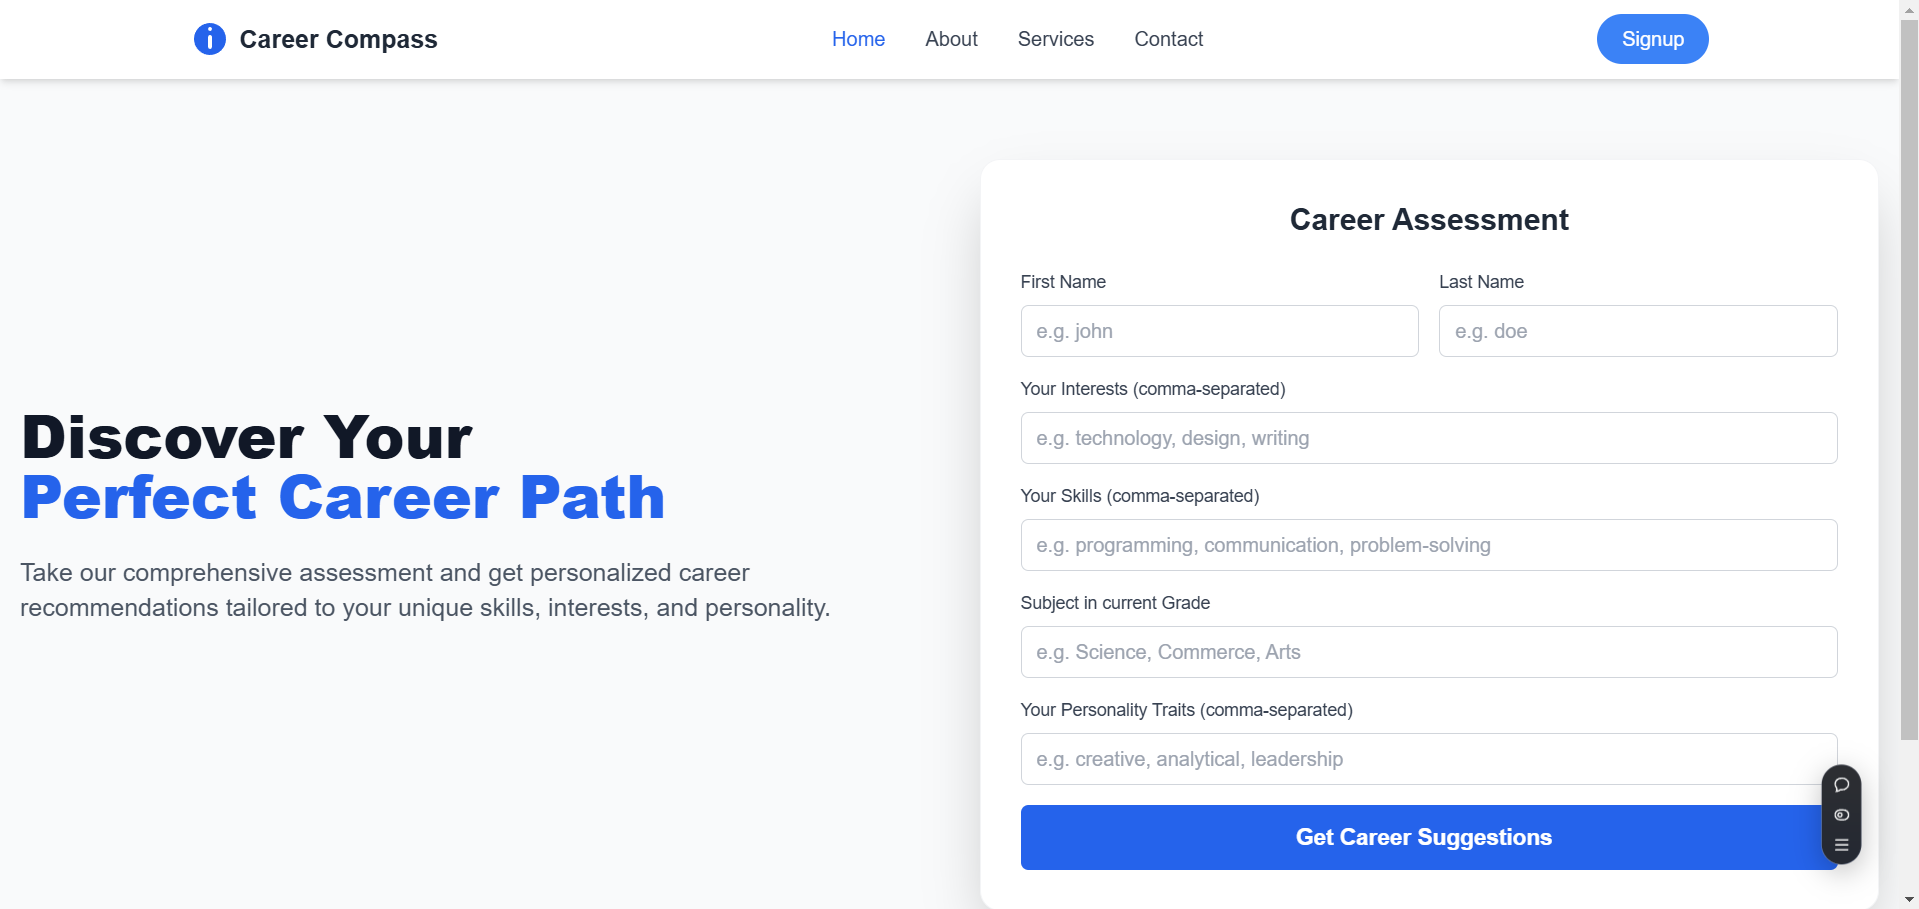 Career Compass
Home
About
Services
Contact
Signup
Discover Your
Perfect Career Path
Take our comprehensive assessment and get personalized career
recommendations tailored to your unique skills, interests, and personality.
Career Assessment
First Name
Last Name
e.g. john
e.g. doe
Your Interests (comma-separated)
e.g. technology, design, writing
Your Skills (comma-separated)
e.g. programming, communication, problem-solving
Subject in current Grade
e.g. Science, Commerce, Arts
Your Personality Traits (comma-separated)
e.g. creative, analytical, leadership
Get Career Suggestions